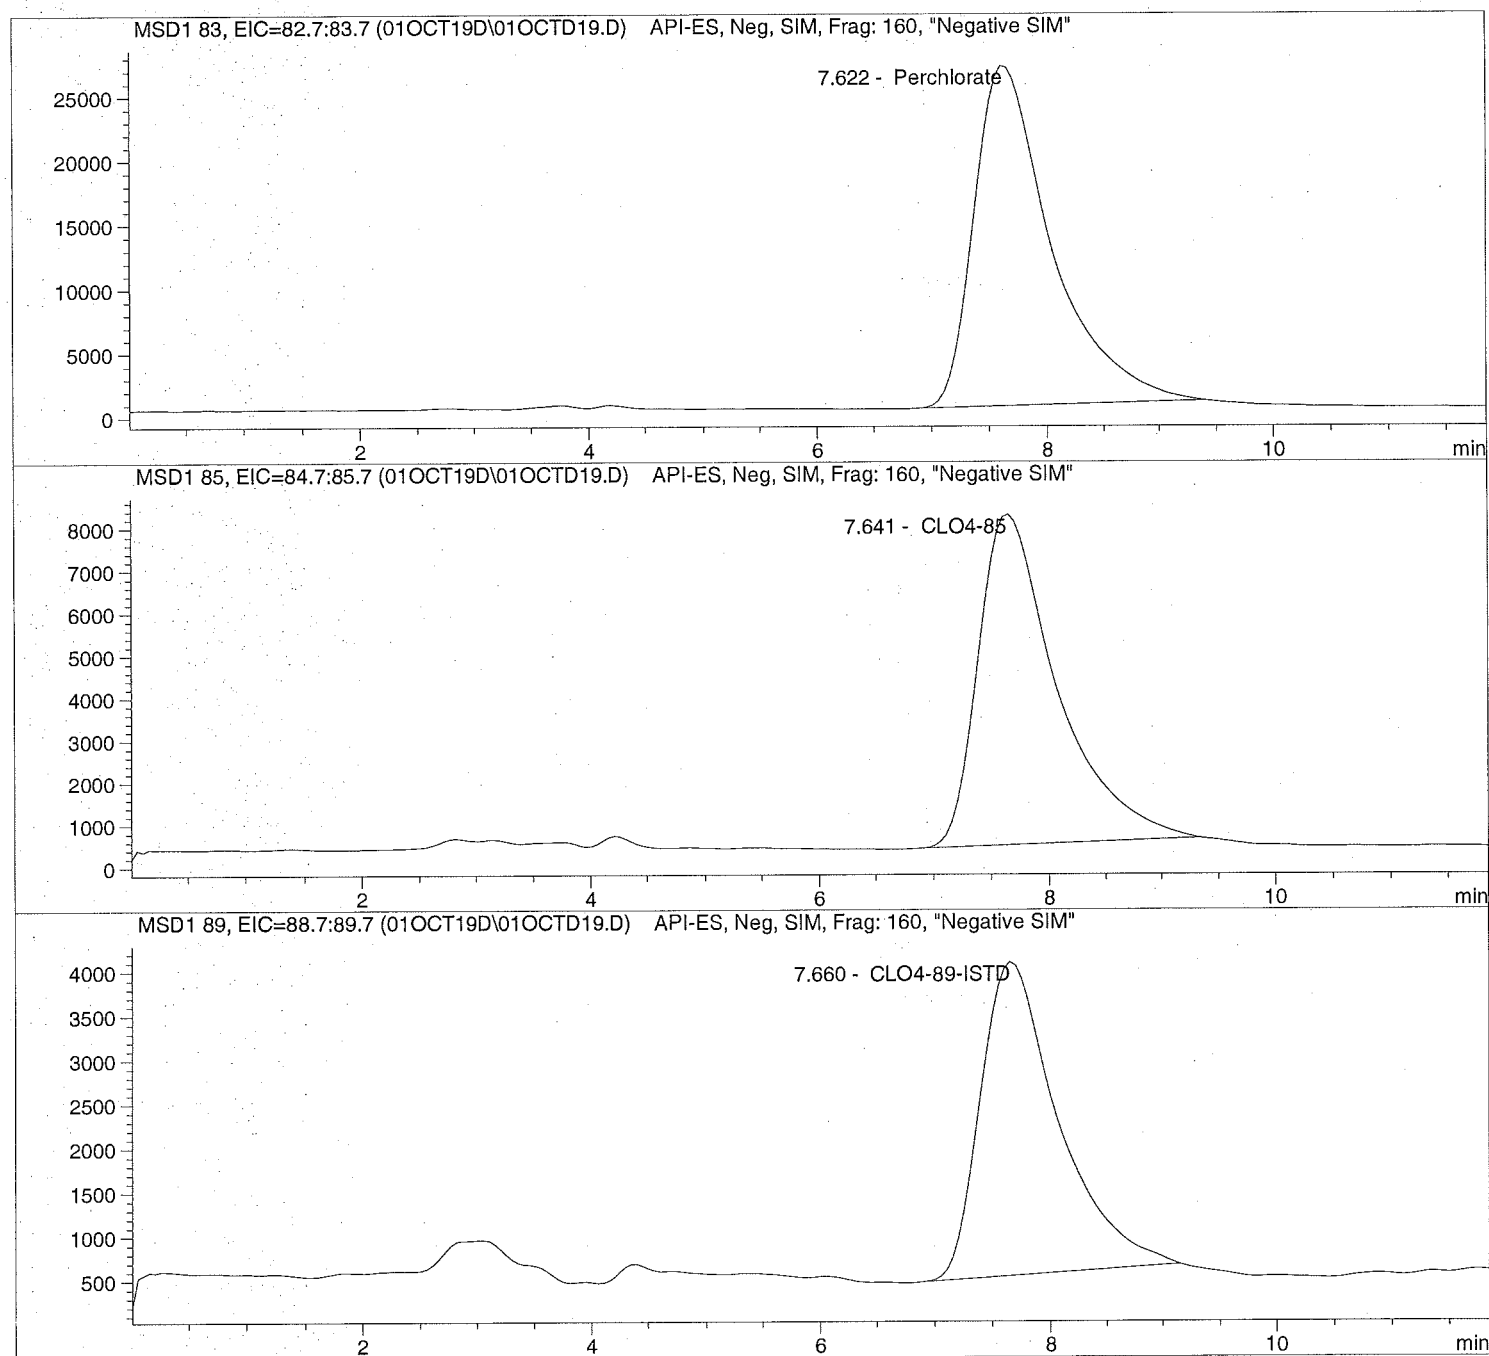 MSD1 83, EIC=82.7:83.7 (01OCT19D\01OCTD19.D) API-ES, Neg, SIM, Frag: 160, "Negative SIM"
7.622 - Perchlorate
25000
20000
15000
10000
5000
0
2 4 6 8 10 min
MSD1 85, EIC=84.7:85.7 (01OCT19D\01OCTD19.D) API-ES, Neg, SIM, Frag: 160, "Negative SIM"
7.641 - CLO4-85
8000
7000
6000
5000
4000
3000
2000
1000
0
2 4 6 8 10 min
MSD1 89, EIC=88.7:89.7 (01OCT19D\01OCTD19.D) API-ES, Neg, SIM, Frag: 160, "Negative SIM"
7.660 - CLO4-89-ISTD
4000
3500
3000
2500
2000
1500
1000
500
2 4 6 8 10 min